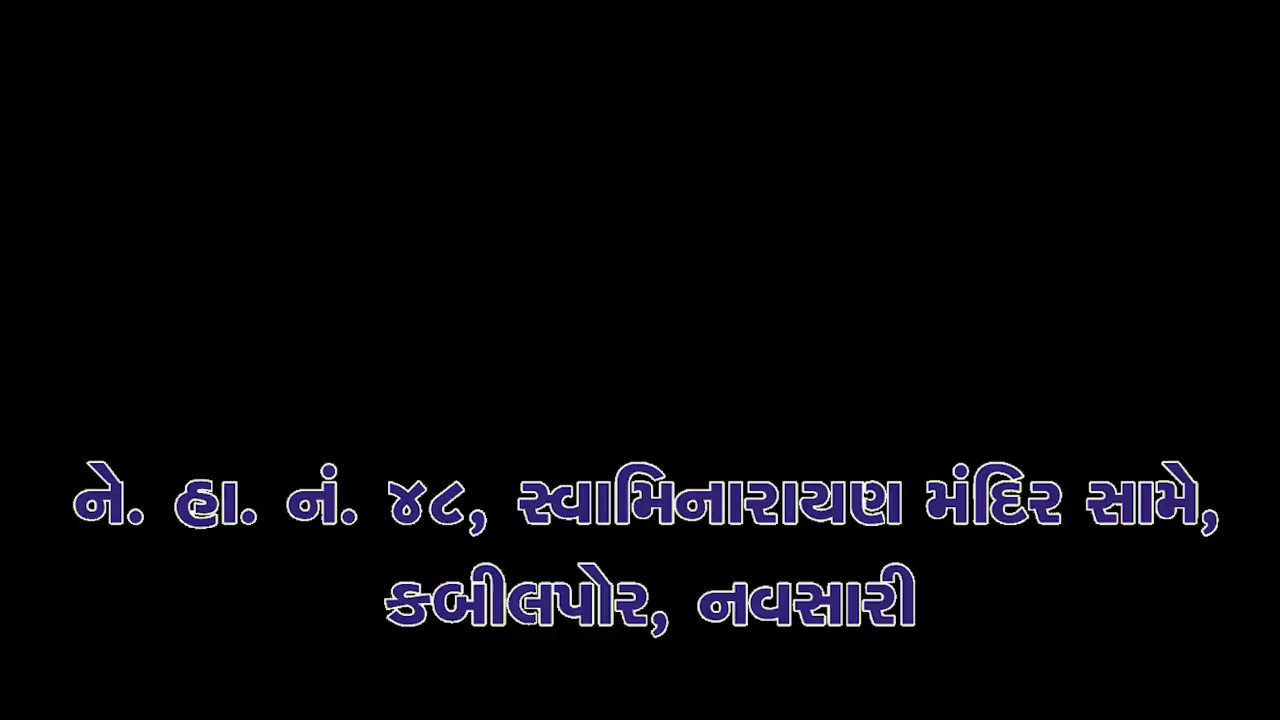 ને. હા. નં. ૪૮, સ્વામિનારાયણ મંદિર સામે,
કબીલપોર, નવસારી